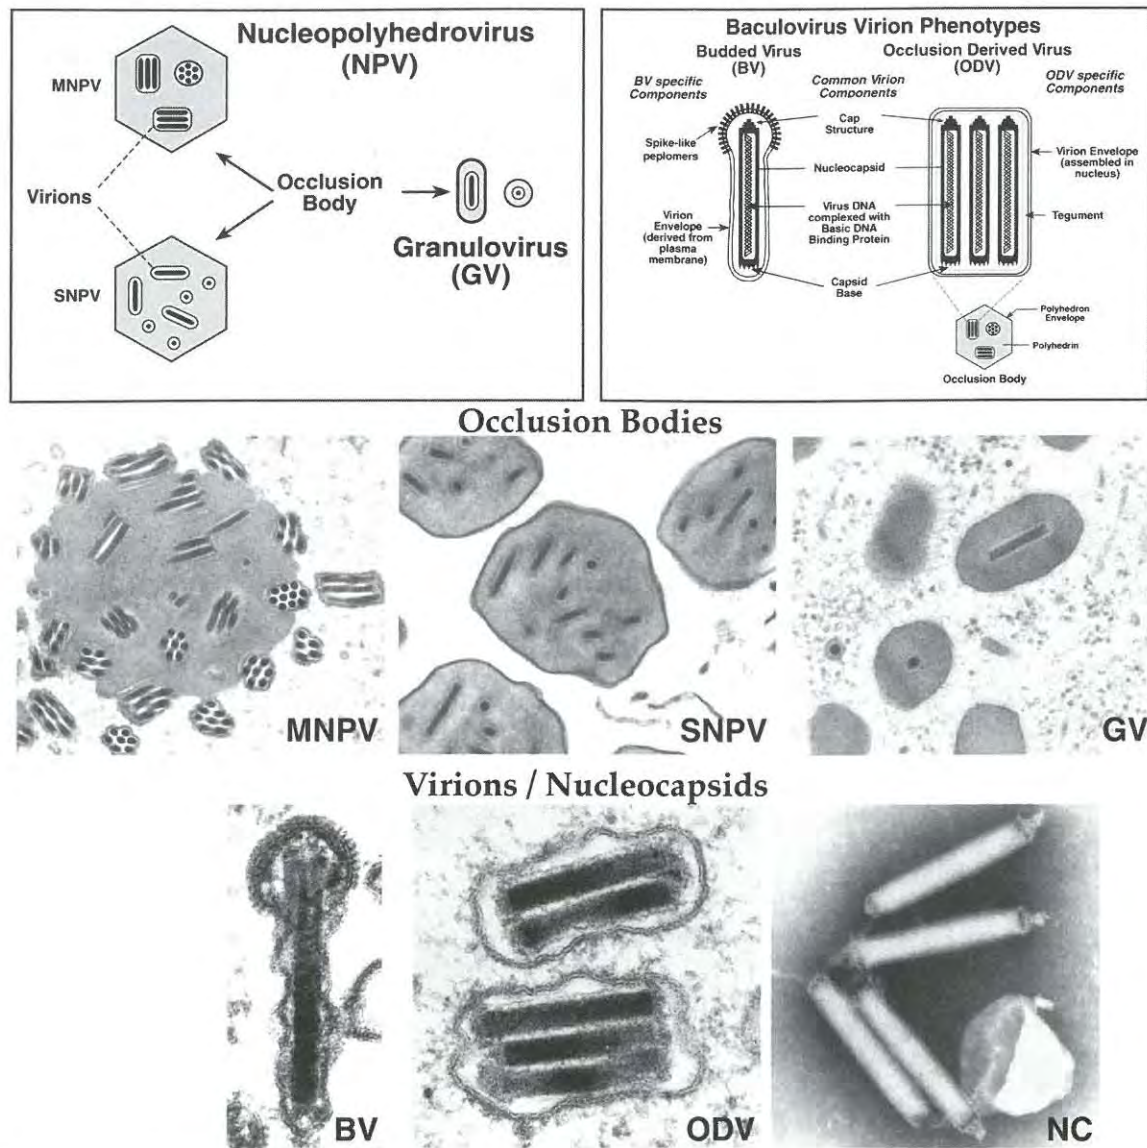 Nucleopolyhedrovirus
(NPV)
MNPV
Virions
Occlusion
Body
SNPV
Granulovirus
(GV)
Baculovirus Virion Phenotypes
Budded Virus
(BV)
Occlusion Derived Virus
(ODV)
BV specific
Components
Common Virion
Components
ODV specific
Components
Spike-like
peplomers
Virion
Envelope
(derived from
plasma
membrane)
Cap
Structure
Nucleocapsid
Virus DNA
complexed with
Basic DNA
Binding Protein
Capsid
Base
Virion Envelope
(assembled in
nucleus)
Tegument
Polyhedron
Envelope
Polyhedrin
Occlusion Body
Occlusion Bodies
MNPV
SNPV
GV
Virions / Nucleocapsids
BV
ODV
NC